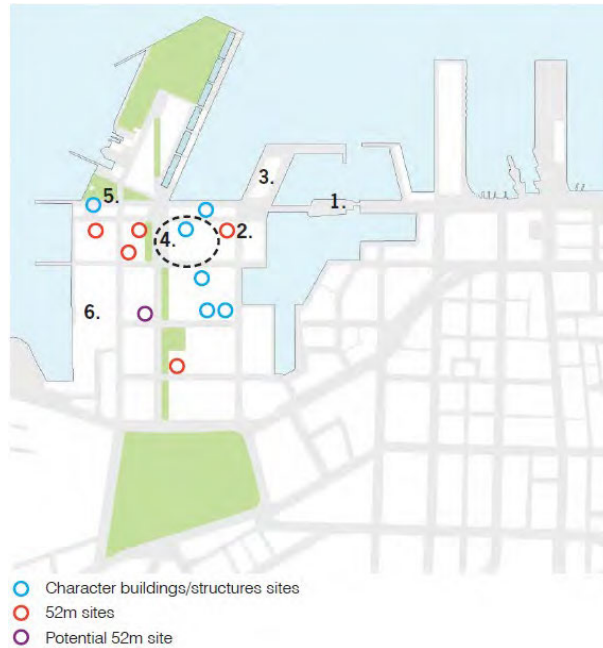 3.
5.
1.
4.
2.
6.
Character buildings/structures sites
52m sites
Potential 52m site